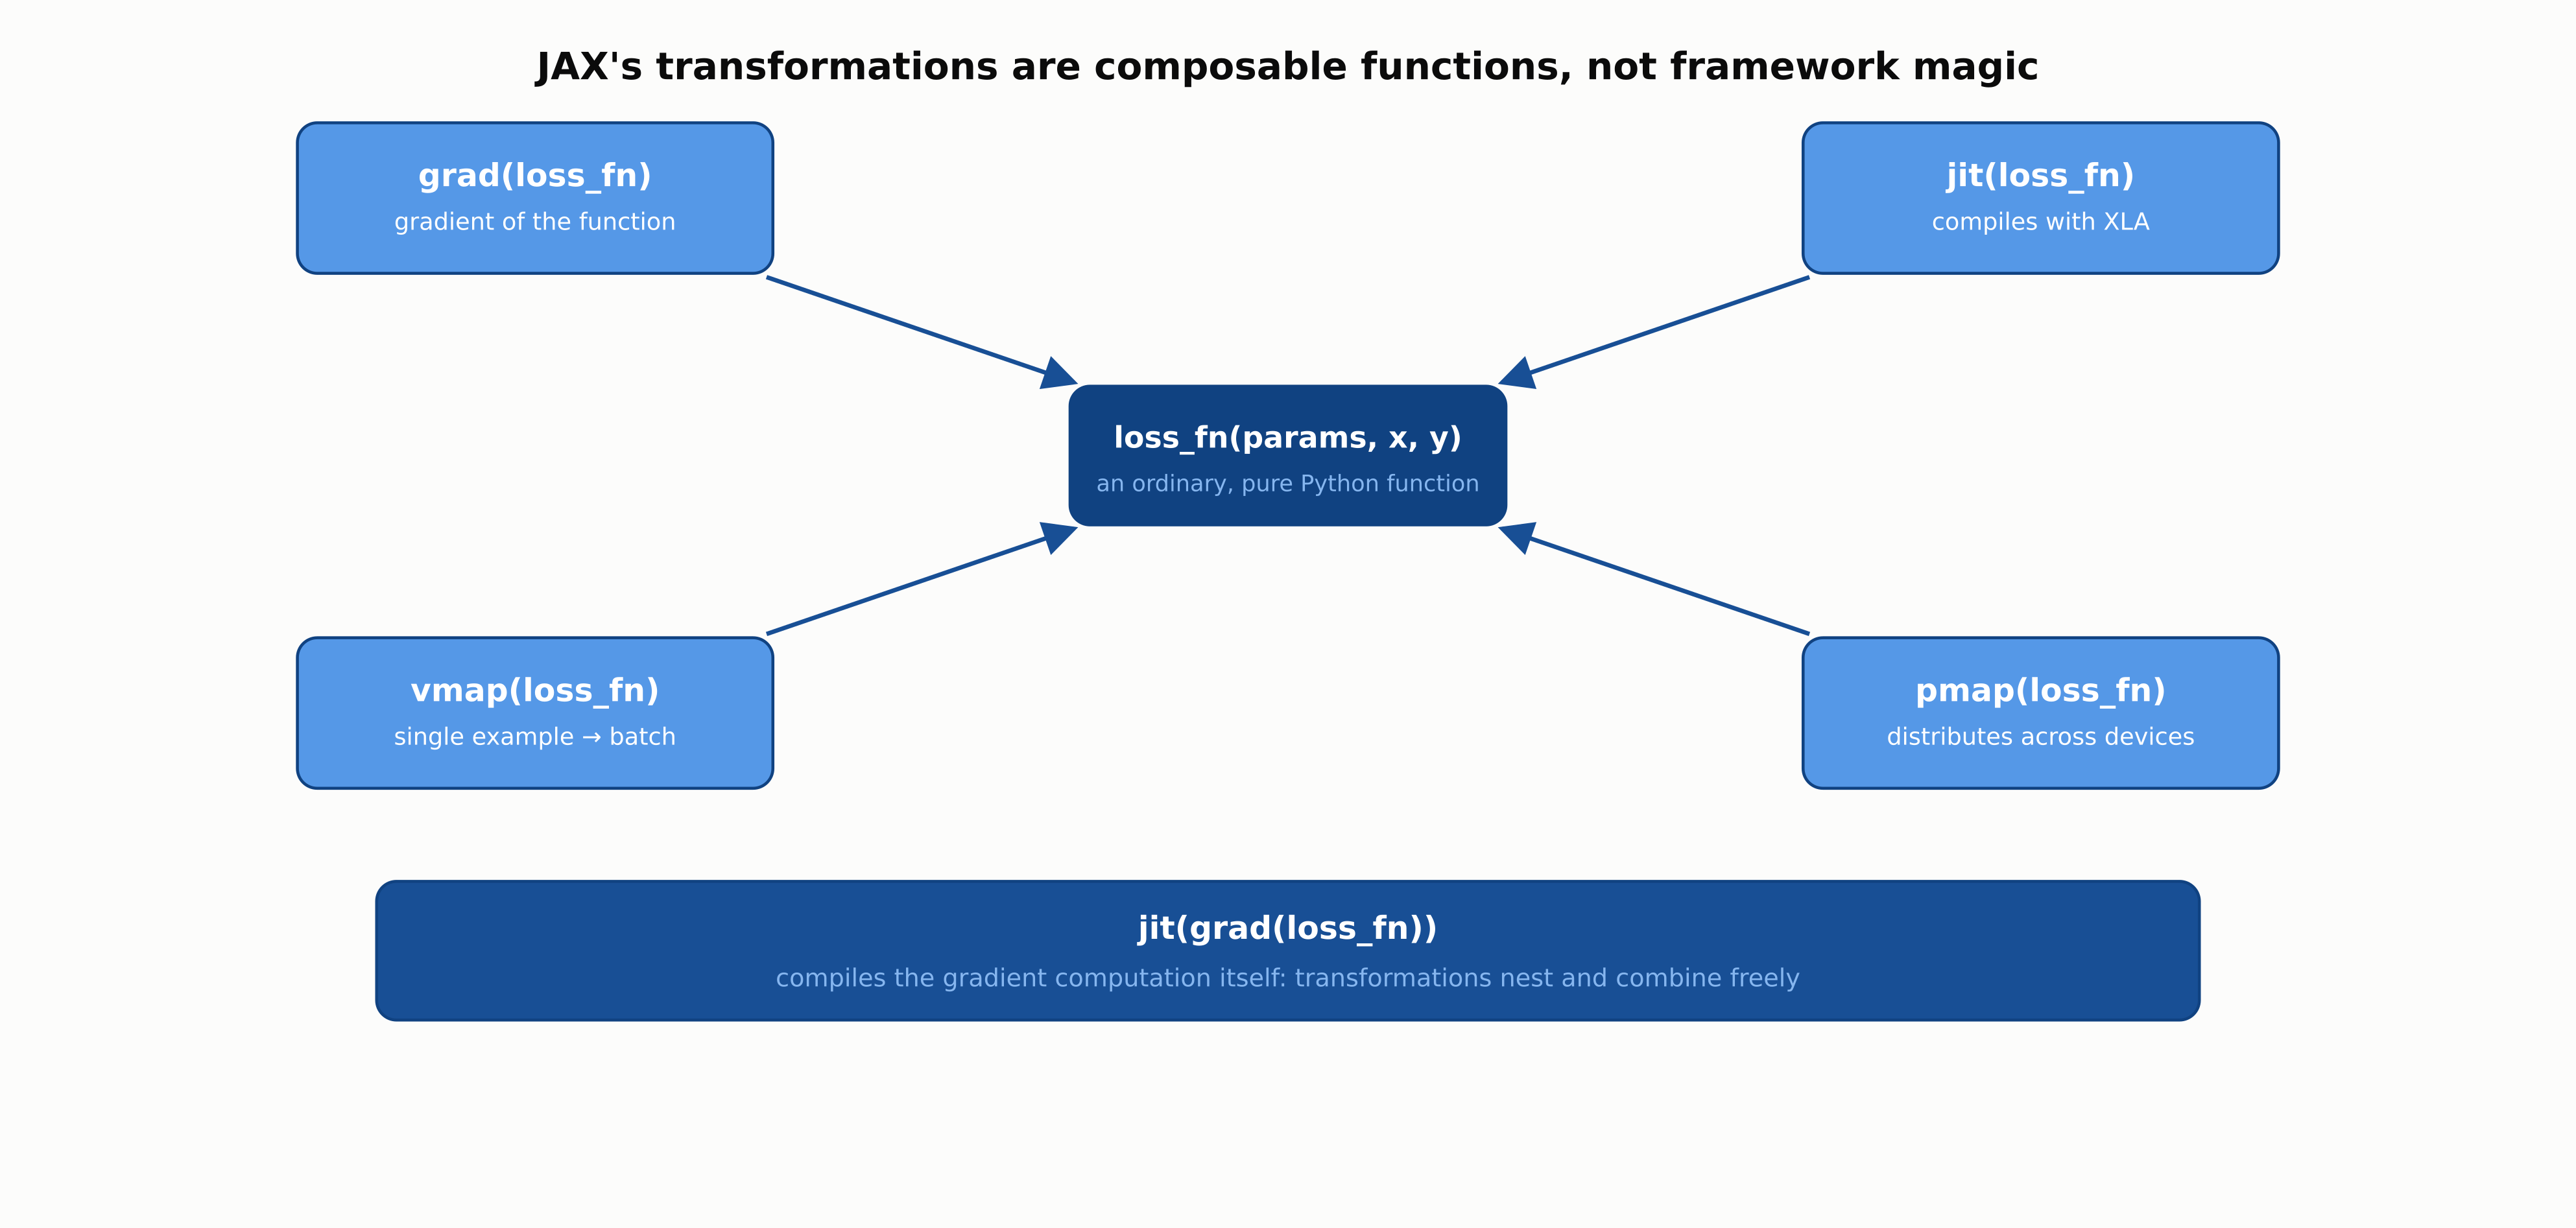 JAX's transformations are composable functions, not framework magic
grad(loss_fn)
gradient of the function
jit(loss_fn)
compiles with XLA
loss_fn(params, x, y)
an ordinary, pure Python function
vmap(loss_fn)
single example → batch
pmap(loss_fn)
distributes across devices
jit(grad(loss_fn))
compiles the gradient computation itself: transformations nest and combine freely